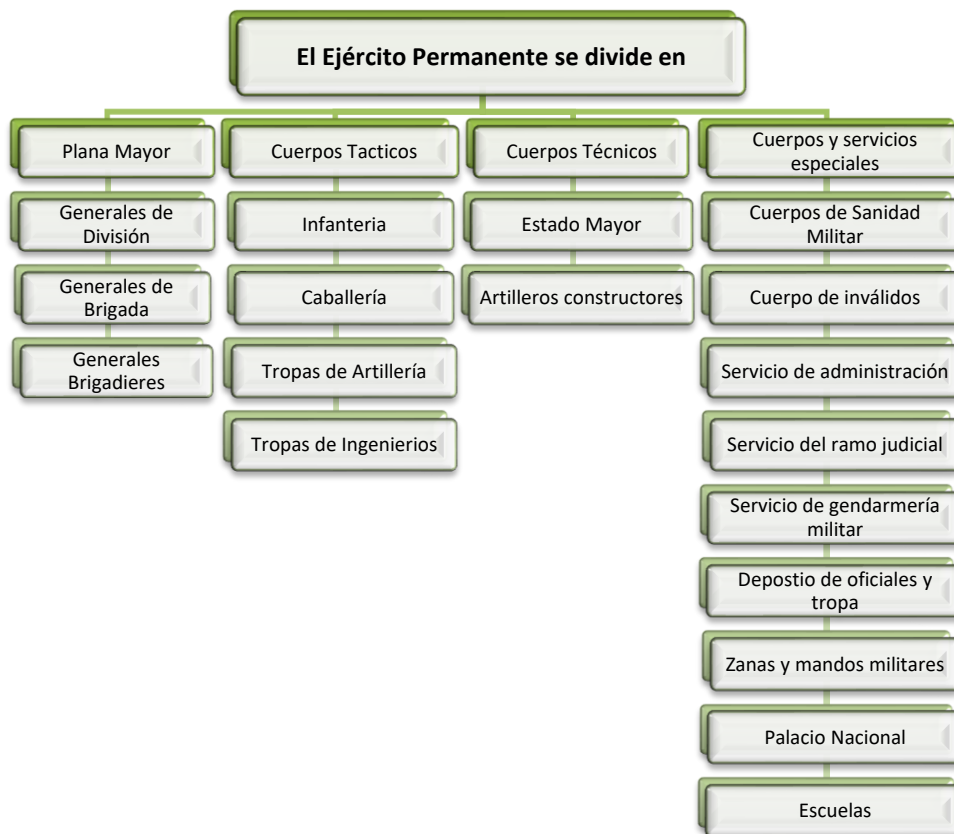 El Ejército Permanente se divide en
Plana Mayor
Generales de
División
Generales de
Brigada
Generales
Brigadieres
Cuerpos Tacticos
Infanteria
Caballería
Tropas de Artillería
Tropas de Ingenierios
Cuerpos Técnicos
Estado Mayor
Artilleros constructores
Cuerpos y servicios
especiales
Cuerpos de Sanidad
Militar
Cuerpo de inválidos
Servicio de administración
Servicio del ramo judicial
Servicio de gendarmería
militar
Depostio de oficiales y
tropa
Zanas y mandos militares
Palacio Nacional
Escuelas